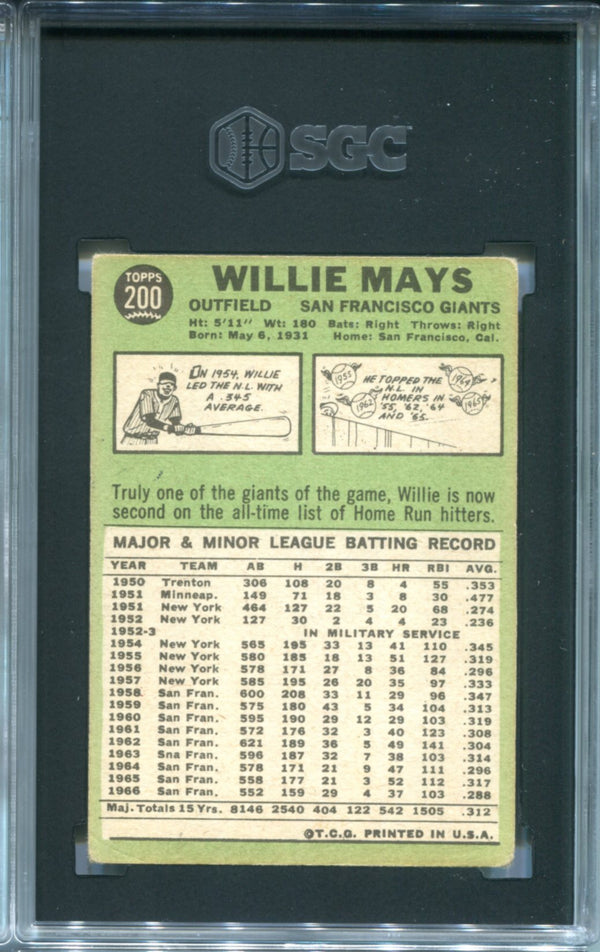 SGC
TOPPS
200
WILLIE MAYS
OUTFIELD SAN FRANCISCO GIANTS
Ht: 5'11" Wt: 180 Bats: Right Throws: Right
Born: May 6, 1931 Home: San Francisco, Cal.
ON 1954, WILLIE
LED THE N.L. WITH
A .345
AVERAGE.
1955
1962
HE TOPPED THE
N.L. IN
HOMERS IN
'55, '62, '64
AND '65.
1964
1965
Truly one of the giants of the game, Willie is now
second on the all-time list of Home Run hitters.
MAJOR & MINOR LEAGUE BATTING RECORD
YEAR TEAM AB H 2B 3B HR RBI AVG.
1950 Trenton 306 108 20 8 4 55 .353
1951 Minneap. 149 71 18 3 8 30 .477
1951 New York 464 127 22 5 20 68 .274
1952 New York 127 30 2 4 4 23 .236
1952-3 IN MILITARY SERVICE
1954 New York 565 195 33 13 41 110 .345
1955 New York 580 185 18 13 51 127 .319
1956 New York 578 171 27 8 36 84 .296
1957 New York 585 195 26 20 35 97 .333
1958 San Fran. 600 208 33 11 29 96 .347
1959 San Fran. 575 180 43 5 34 104 .313
1960 San Fran. 595 190 29 12 29 103 .319
1961 San Fran. 572 176 32 3 40 123 .308
1962 San Fran. 621 189 36 5 49 141 .304
1963 Sna Fran. 596 187 32 7 38 103 .314
1964 San Fran. 578 171 21 9 47 111 .296
1965 San Fran. 558 177 21 3 52 112 .317
1966 San Fran. 552 159 29 4 37 103 .288
Maj. Totals 15 Yrs. 8146 2540 404 122 542 1505 .312
©T.C.G. PRINTED IN U.S.A.